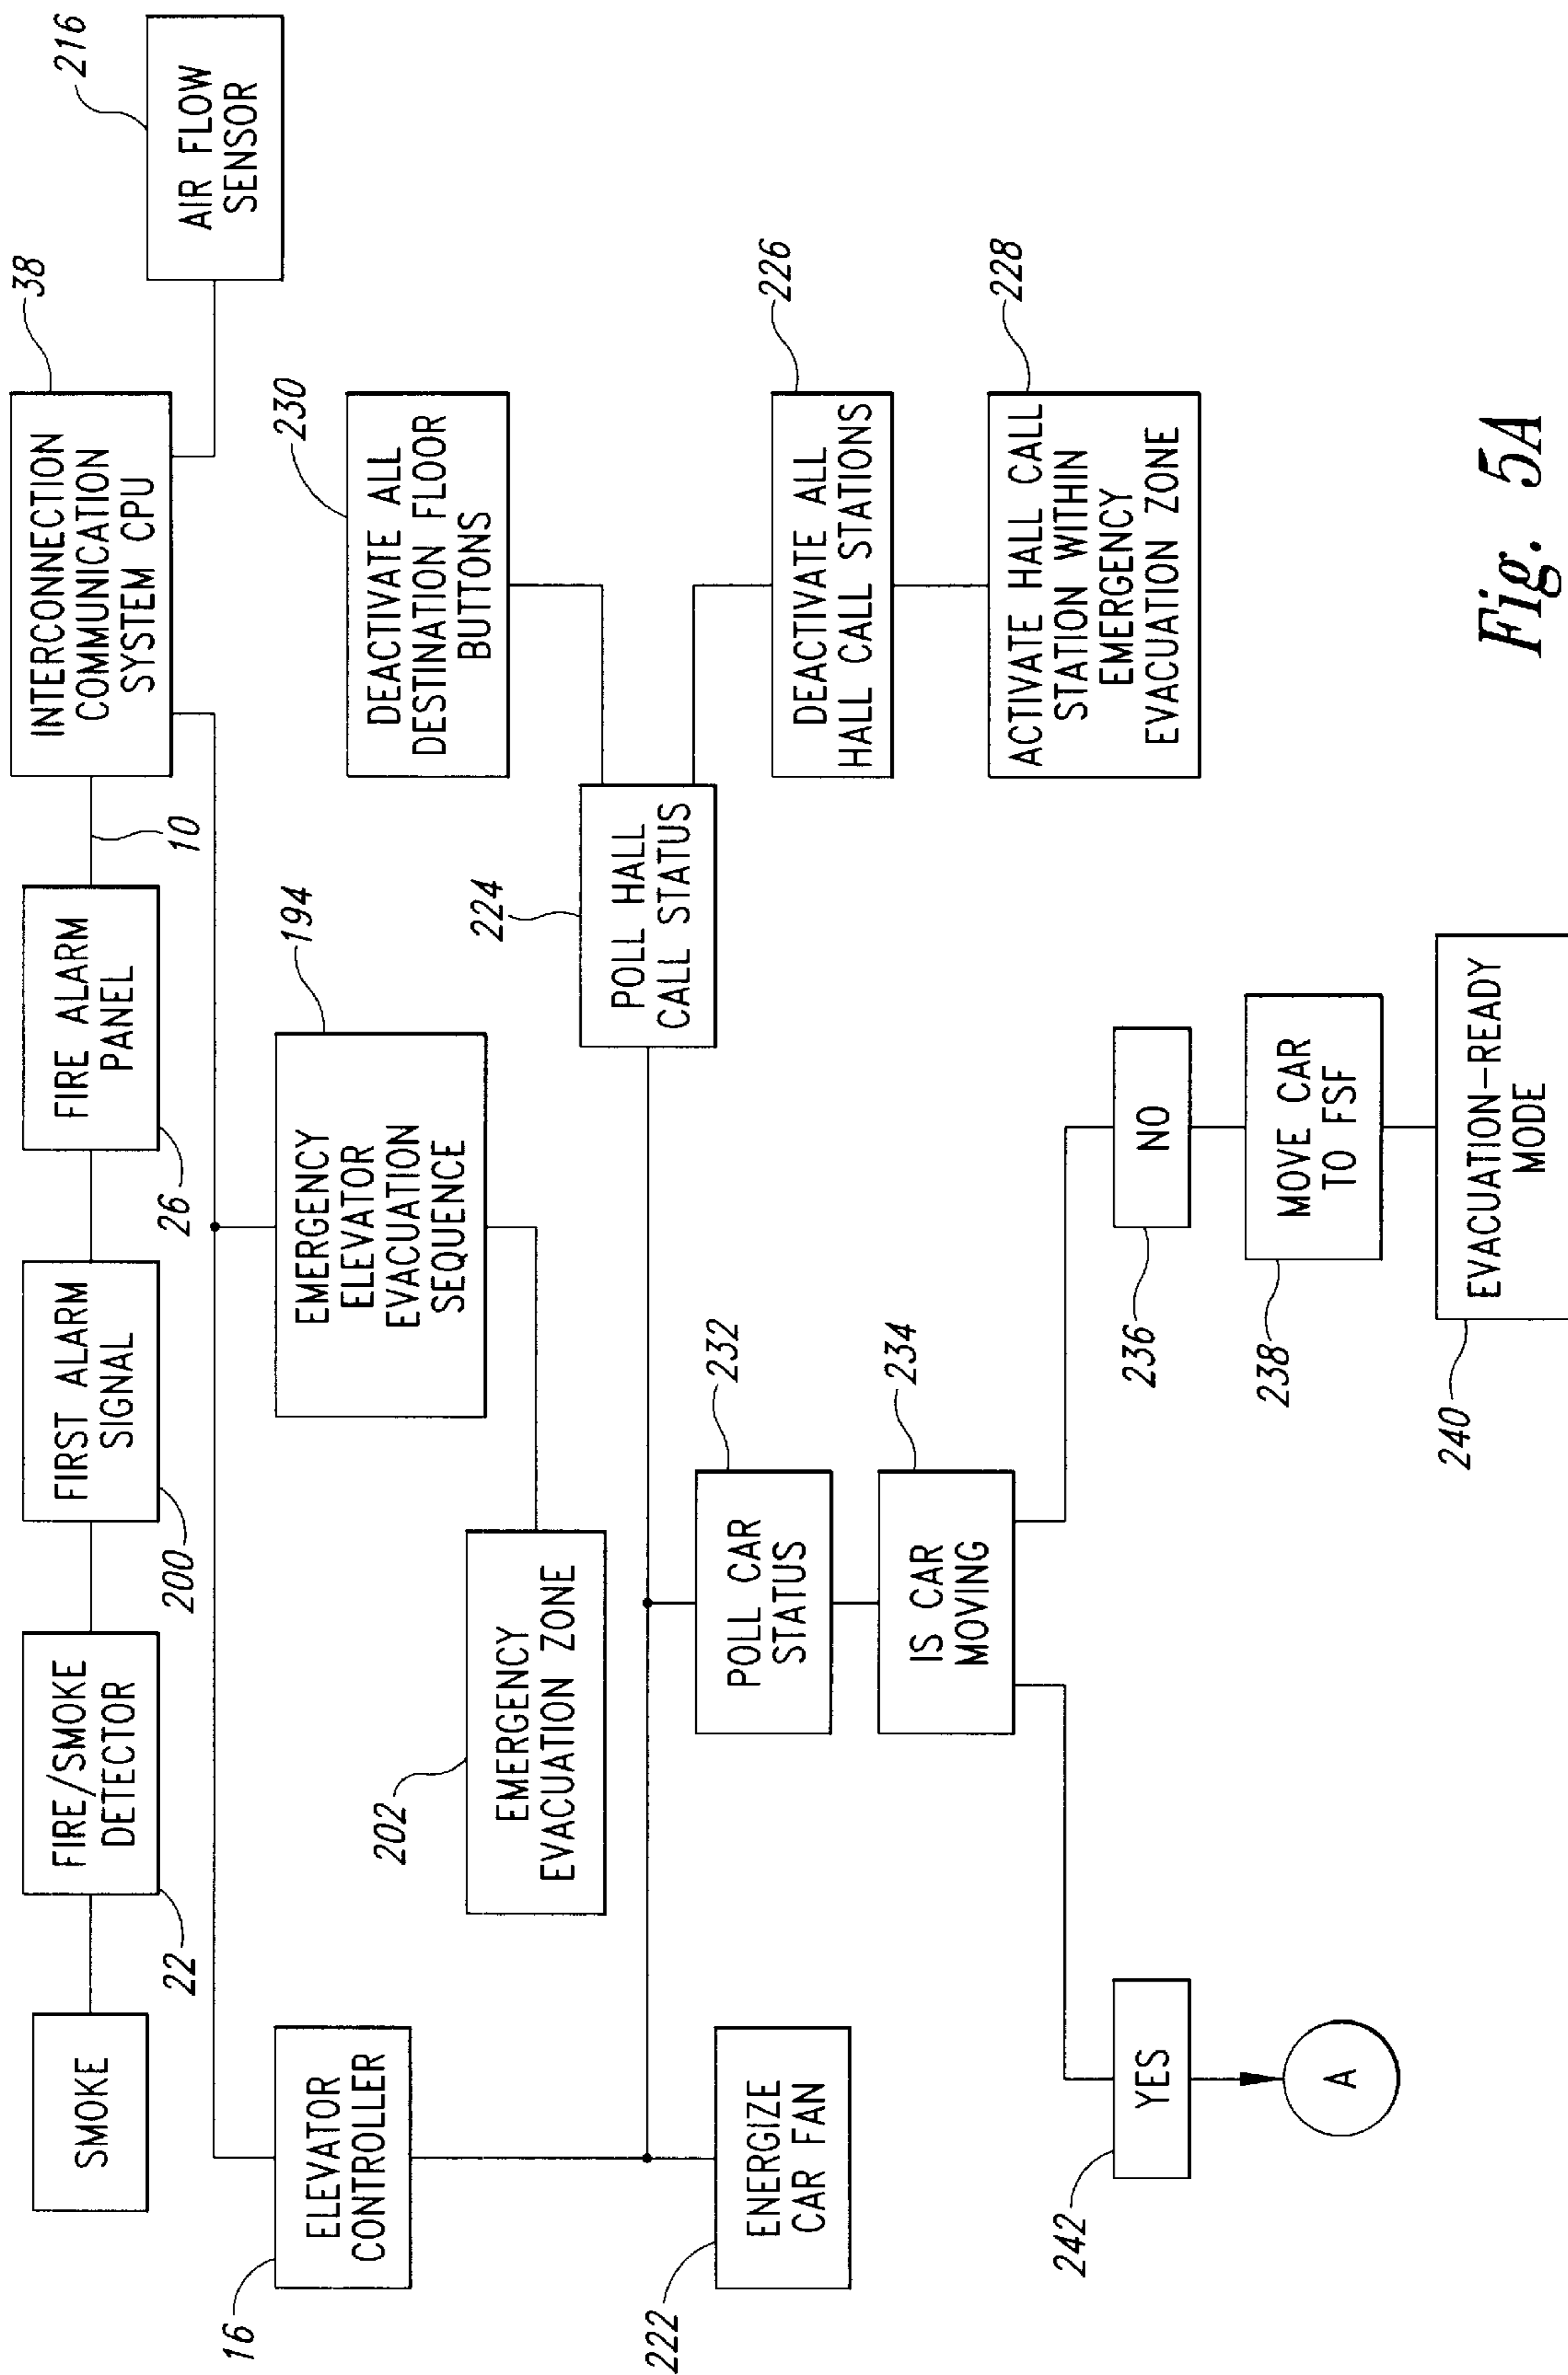 SMOKE
FIRE/SMOKE
DETECTOR
22
FIRST ALARM
SIGNAL
200
FIRE ALARM
PANEL
26
10
INTERCONNECTION
COMMUNICATION
SYSTEM CPU
38
AIR FLOW
SENSOR
216
ELEVATOR
CONTROLLER
16
EMERGENCY
ELEVATOR
EVACUATION
SEQUENCE
194
EMERGENCY
EVACUATION ZONE
202
DEACTIVATE ALL
DESTINATION FLOOR
BUTTONS
230
POLL HALL
CALL STATUS
224
ENERGIZE
CAR FAN
222
POLL CAR
STATUS
232
IS CAR
MOVING
234
DEACTIVATE ALL
HALL CALL STATIONS
226
ACTIVATE HALL CALL
STATION WITHIN
EMERGENCY
EVACUATION ZONE
228
YES
242
A
NO
236
MOVE CAR
TO FSF
238
EVACUATION-READY
MODE
240
Fig. 5A